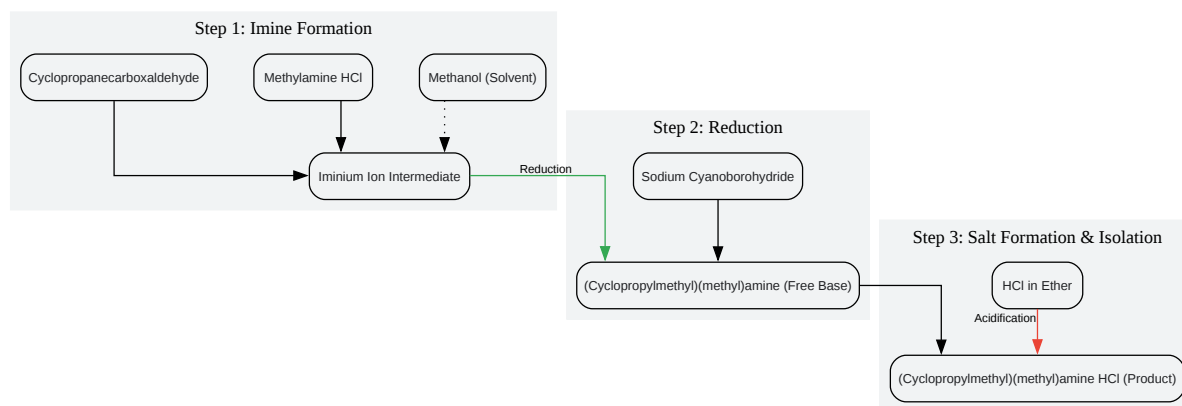 Step 1: Imine Formation
Cyclopropanecarboxaldehyde
Methylamine HCl
Methanol (Solvent)
Iminium Ion Intermediate
Reduction
Step 2: Reduction
Sodium Cyanoborohydride
(Cyclopropylmethyl)(methyl)amine (Free Base)
Step 3: Salt Formation & Isolation
HCl in Ether
Acidification
(Cyclopropylmethyl)(methyl)amine HCl (Product)